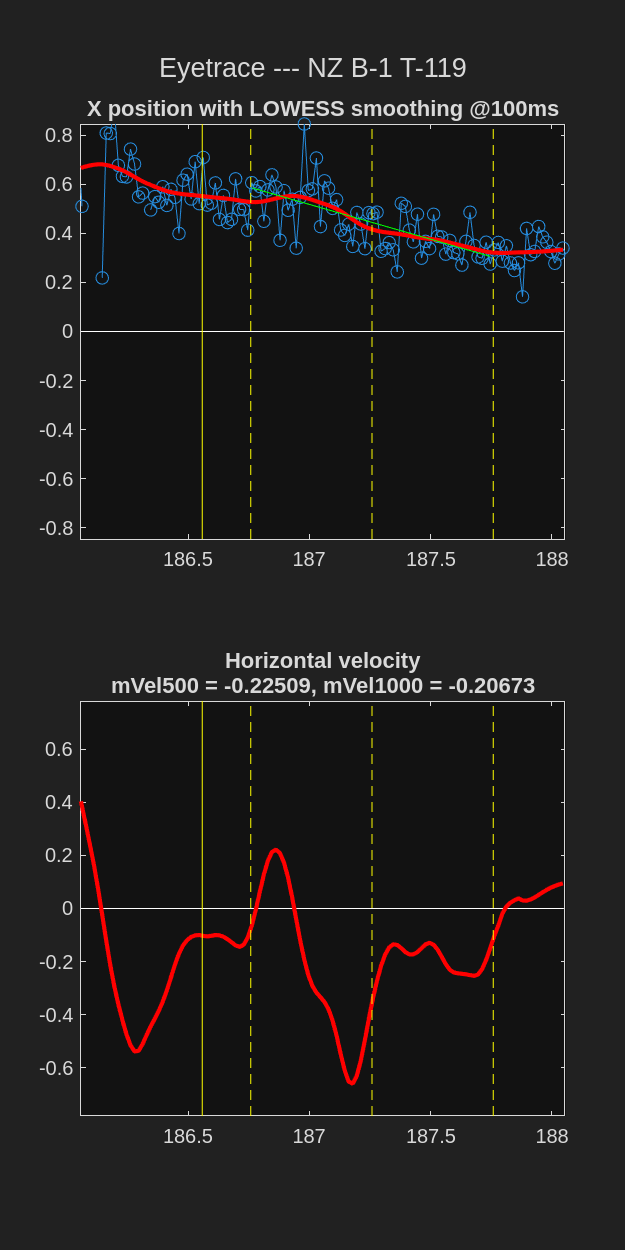 Eyetrace --- NZ B-1 T-119
X position with LOWESS smoothing @100ms
0.8
0.6
0.4
0.2
0
-0.2
-0.4
-0.6
-0.8
186.5 187 187.5 188
Horizontal velocity
mVel500 = -0.22509, mVel1000 = -0.20673
0.6
0.4
0.2
0
-0.2
-0.4
-0.6
186.5 187 187.5 188